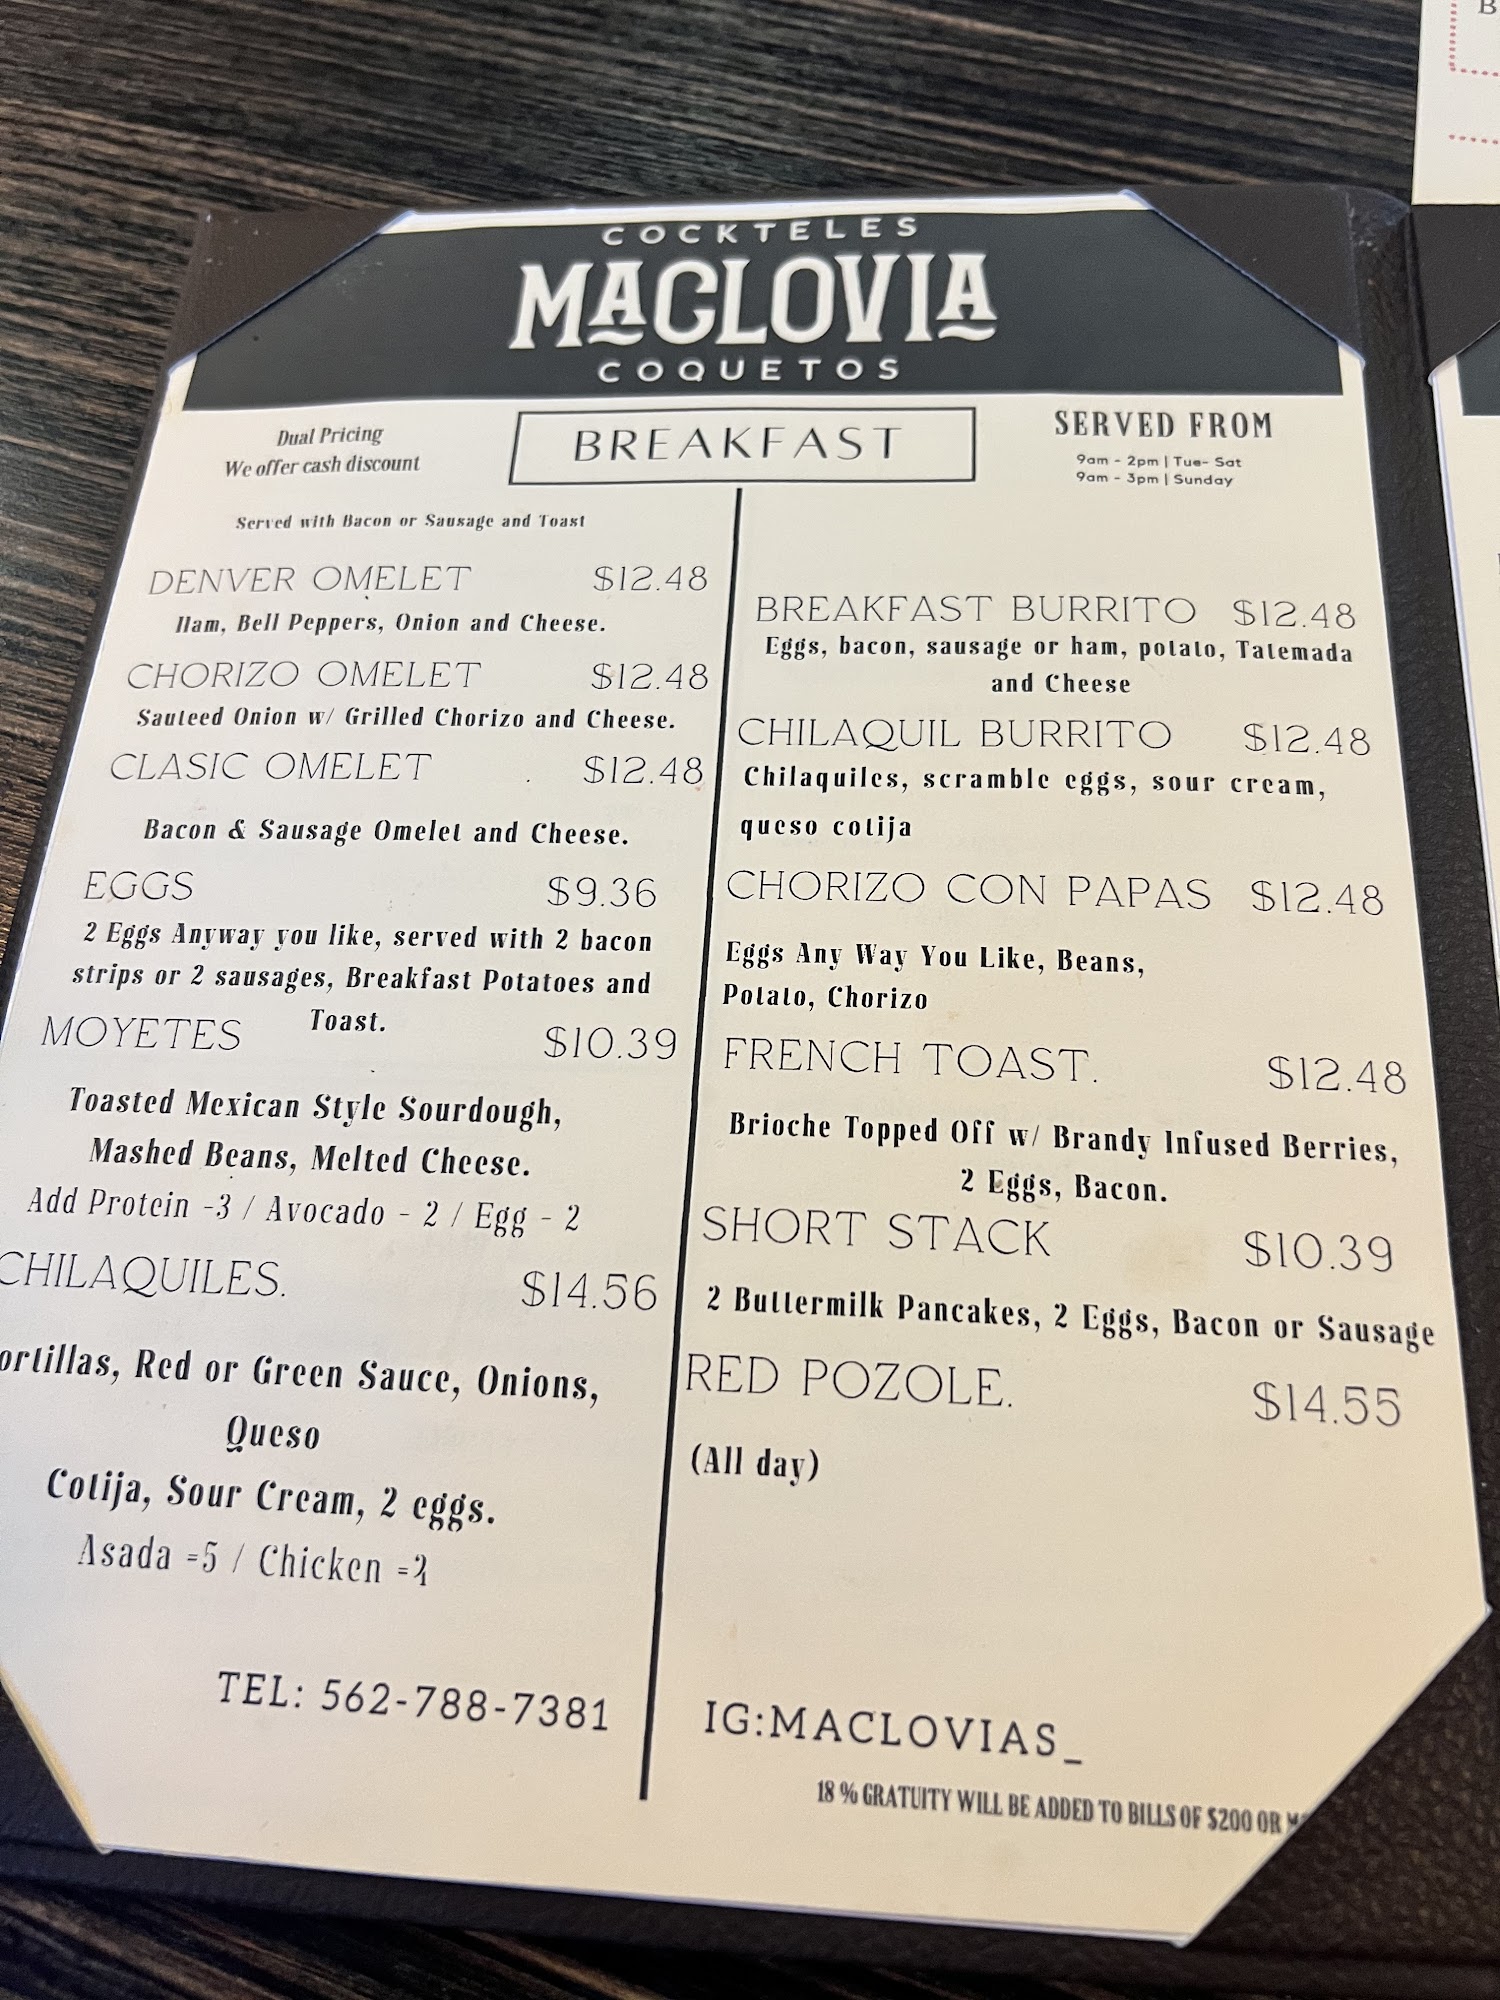 COCKTELES
MACLOVIA
COQUETOS
Dual Pricing
We offer cash discount
BREAKFAST
SERVED FROM
9am - 2pm | Tue- Sat
9am - 3pm | Sunday
Served with Bacon or Sausage and Toast
DENVER OMELET $12.48
Ham, Bell Peppers, Onion and Cheese.
CHORIZO OMELET $12.48
Sauteed Onion w/ Grilled Chorizo and Cheese.
CLASIC OMELET $12.48
Bacon & Sausage Omelet and Cheese.
EGGS $9.36
2 Eggs Anyway you like, served with 2 bacon
strips or 2 sausages, Breakfast Potatoes and
Toast.
MOYETES $10.39
Toasted Mexican Style Sourdough,
Mashed Beans, Melted Cheese.
Add Protein -3 / Avocado - 2 / Egg - 2
CHILAQUILES. $14.56
ortillas, Red or Green Sauce, Onions,
Queso
Cotija, Sour Cream, 2 eggs.
Asada =5 / Chicken =
TEL: 562-788-7381
BREAKFAST BURRITO $12.48
Eggs, bacon, sausage or ham, potato, Tatemada
and Cheese
CHILAQUIL BURRITO $12.48
Chilaquiles, scramble eggs, sour cream,
queso cotija
CHORIZO CON PAPAS $12.48
Eggs Any Way You Like, Beans,
Potato, Chorizo
FRENCH TOAST. $12.48
Brioche Topped Off w/ Brandy Infused Berries,
2 Eggs, Bacon.
SHORT STACK $10.39
2 Buttermilk Pancakes, 2 Eggs, Bacon or Sausage
RED POZOLE. $14.55
(All day)
IG:MACLOVIAS_
18 % GRATUITY WILL BE ADDED TO BILLS OF $200 OR